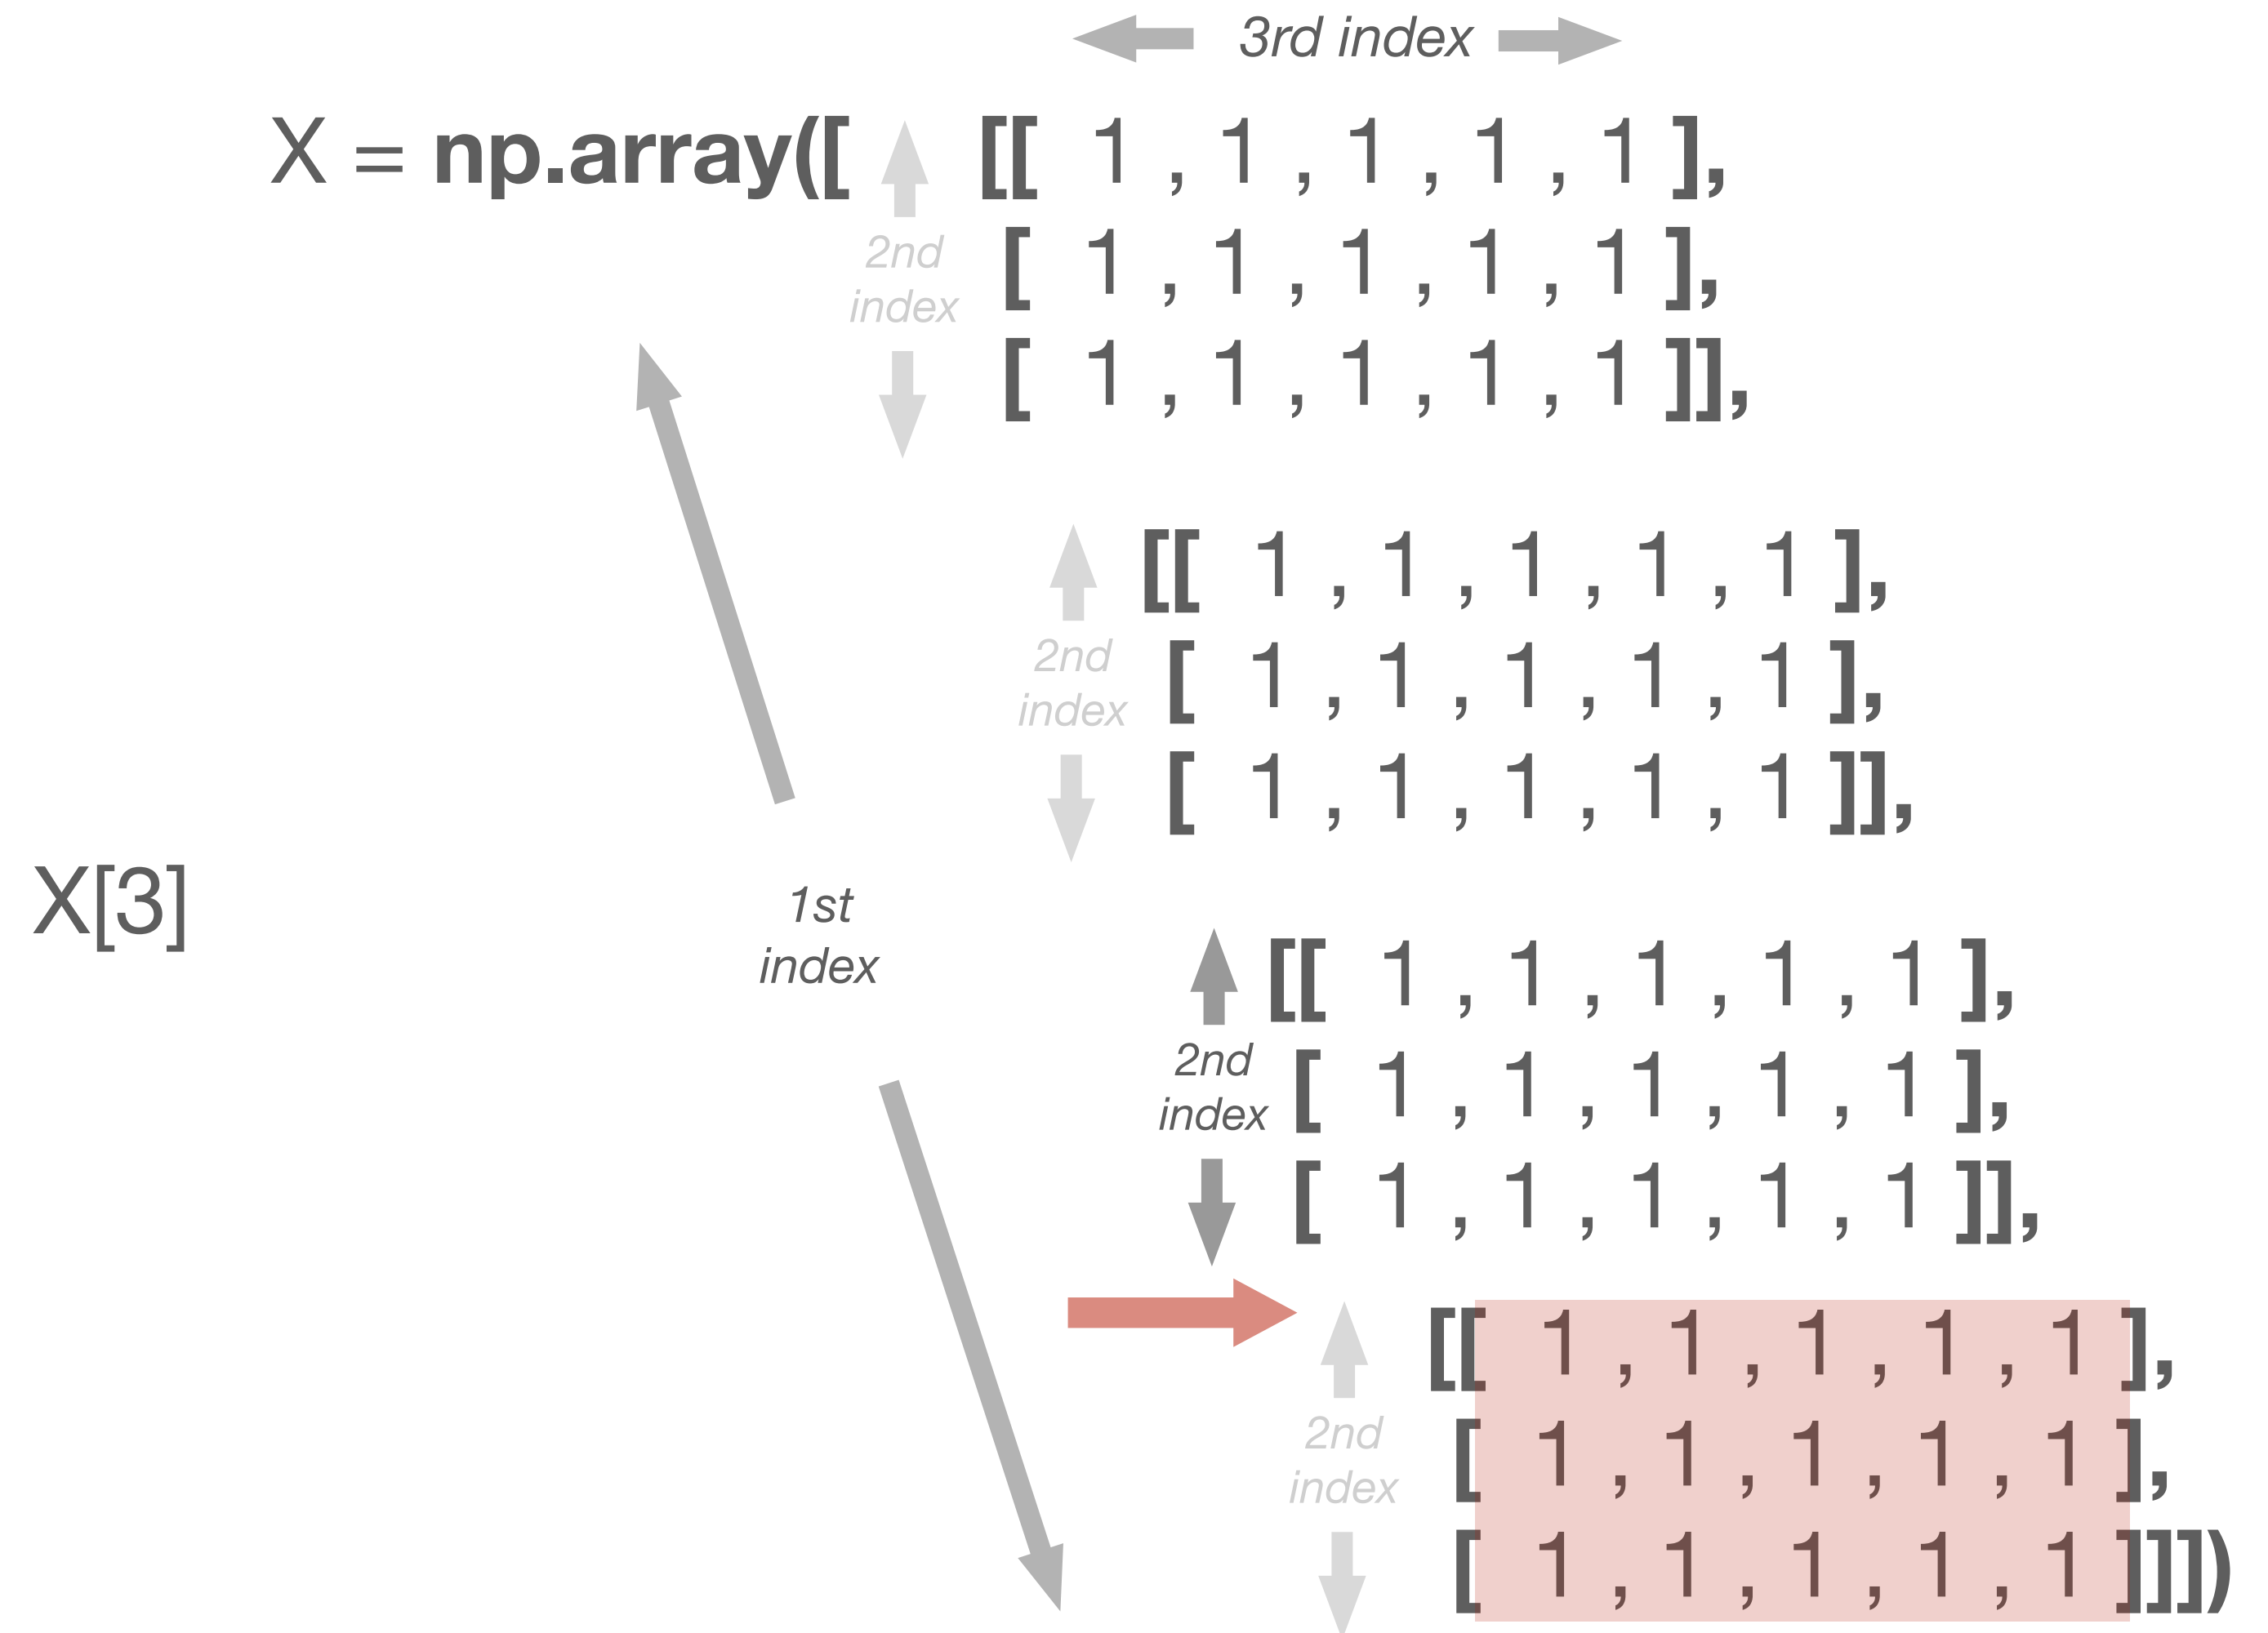 3rd index
X = np.array([ [[ 1 , 1 , 1 , 1 , 1 ],
2nd
index
[ 1 , 1 , 1 , 1 , 1 ],
[ 1 , 1 , 1 , 1 , 1 ]],
[[ 1 , 1 , 1 , 1 , 1 ],
2nd
index
[ 1 , 1 , 1 , 1 , 1 ],
[ 1 , 1 , 1 , 1 , 1 ]],
X[3]
1st
index
[[ 1 , 1 , 1 , 1 , 1 ],
2nd
index
[ 1 , 1 , 1 , 1 , 1 ],
[ 1 , 1 , 1 , 1 , 1 ]],
[[ 1 , 1 , 1 , 1 , 1 ],
2nd
index
[ 1 , 1 , 1 , 1 , 1 ],
[ 1 , 1 , 1 , 1 , 1 ]]])